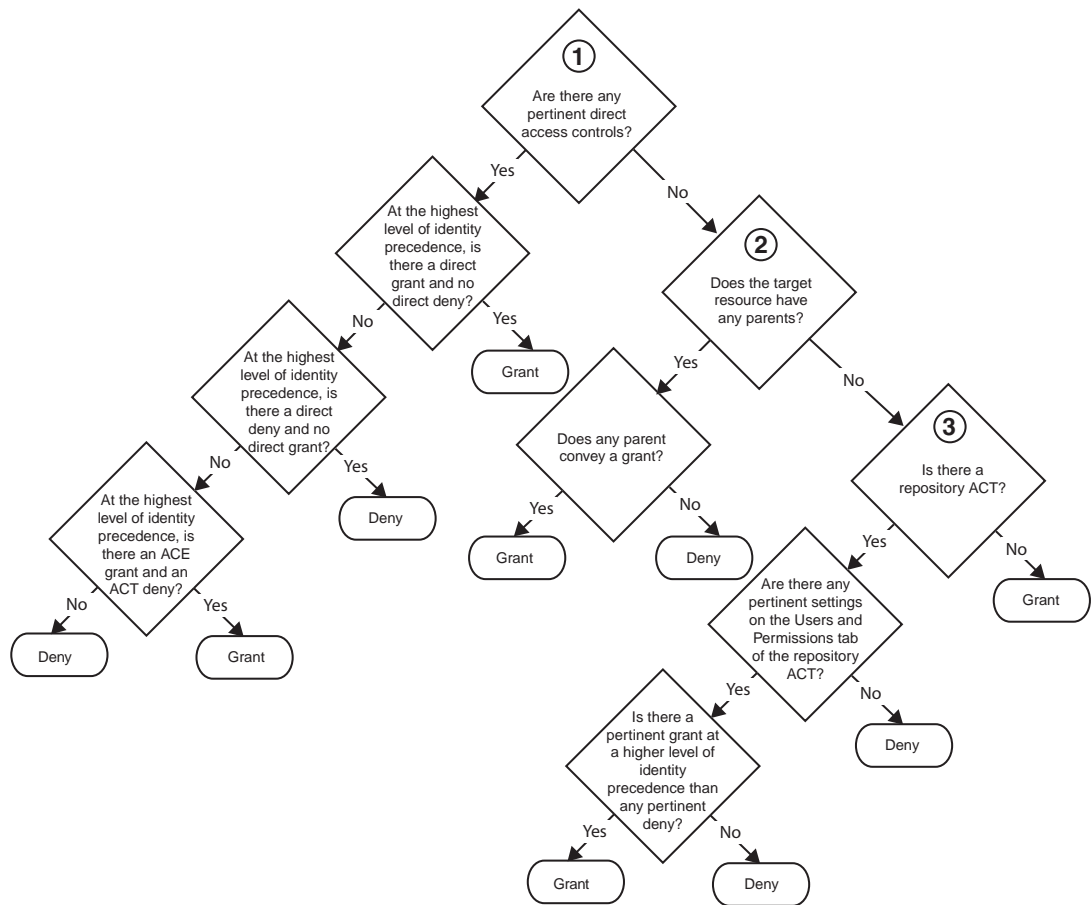 1
Are there any
pertinent direct
access controls?
Yes
No
At the highest
level of identity
precedence, is
there a direct
grant and no
direct deny?
2
Does the target
resource have
any parents?
No
Yes
Grant
Yes
No
At the highest
level of identity
precedence, is
there a direct
deny and no
direct grant?
Does any parent
convey a grant?
3
Is there a
repository ACT?
No
Yes
Deny
Yes
Grant
No
Deny
Yes
No
Grant
At the highest
level of identity
precedence, is
there an ACE
grant and an
ACT deny?
No
Deny
Yes
Grant
Are there any
pertinent settings
on the Users and
Permissions tab
of the repository
ACT?
Yes
No
Deny
Is there a
pertinent grant at
a higher level of
identity
precedence than
any pertinent
deny?
Yes
Grant
No
Deny